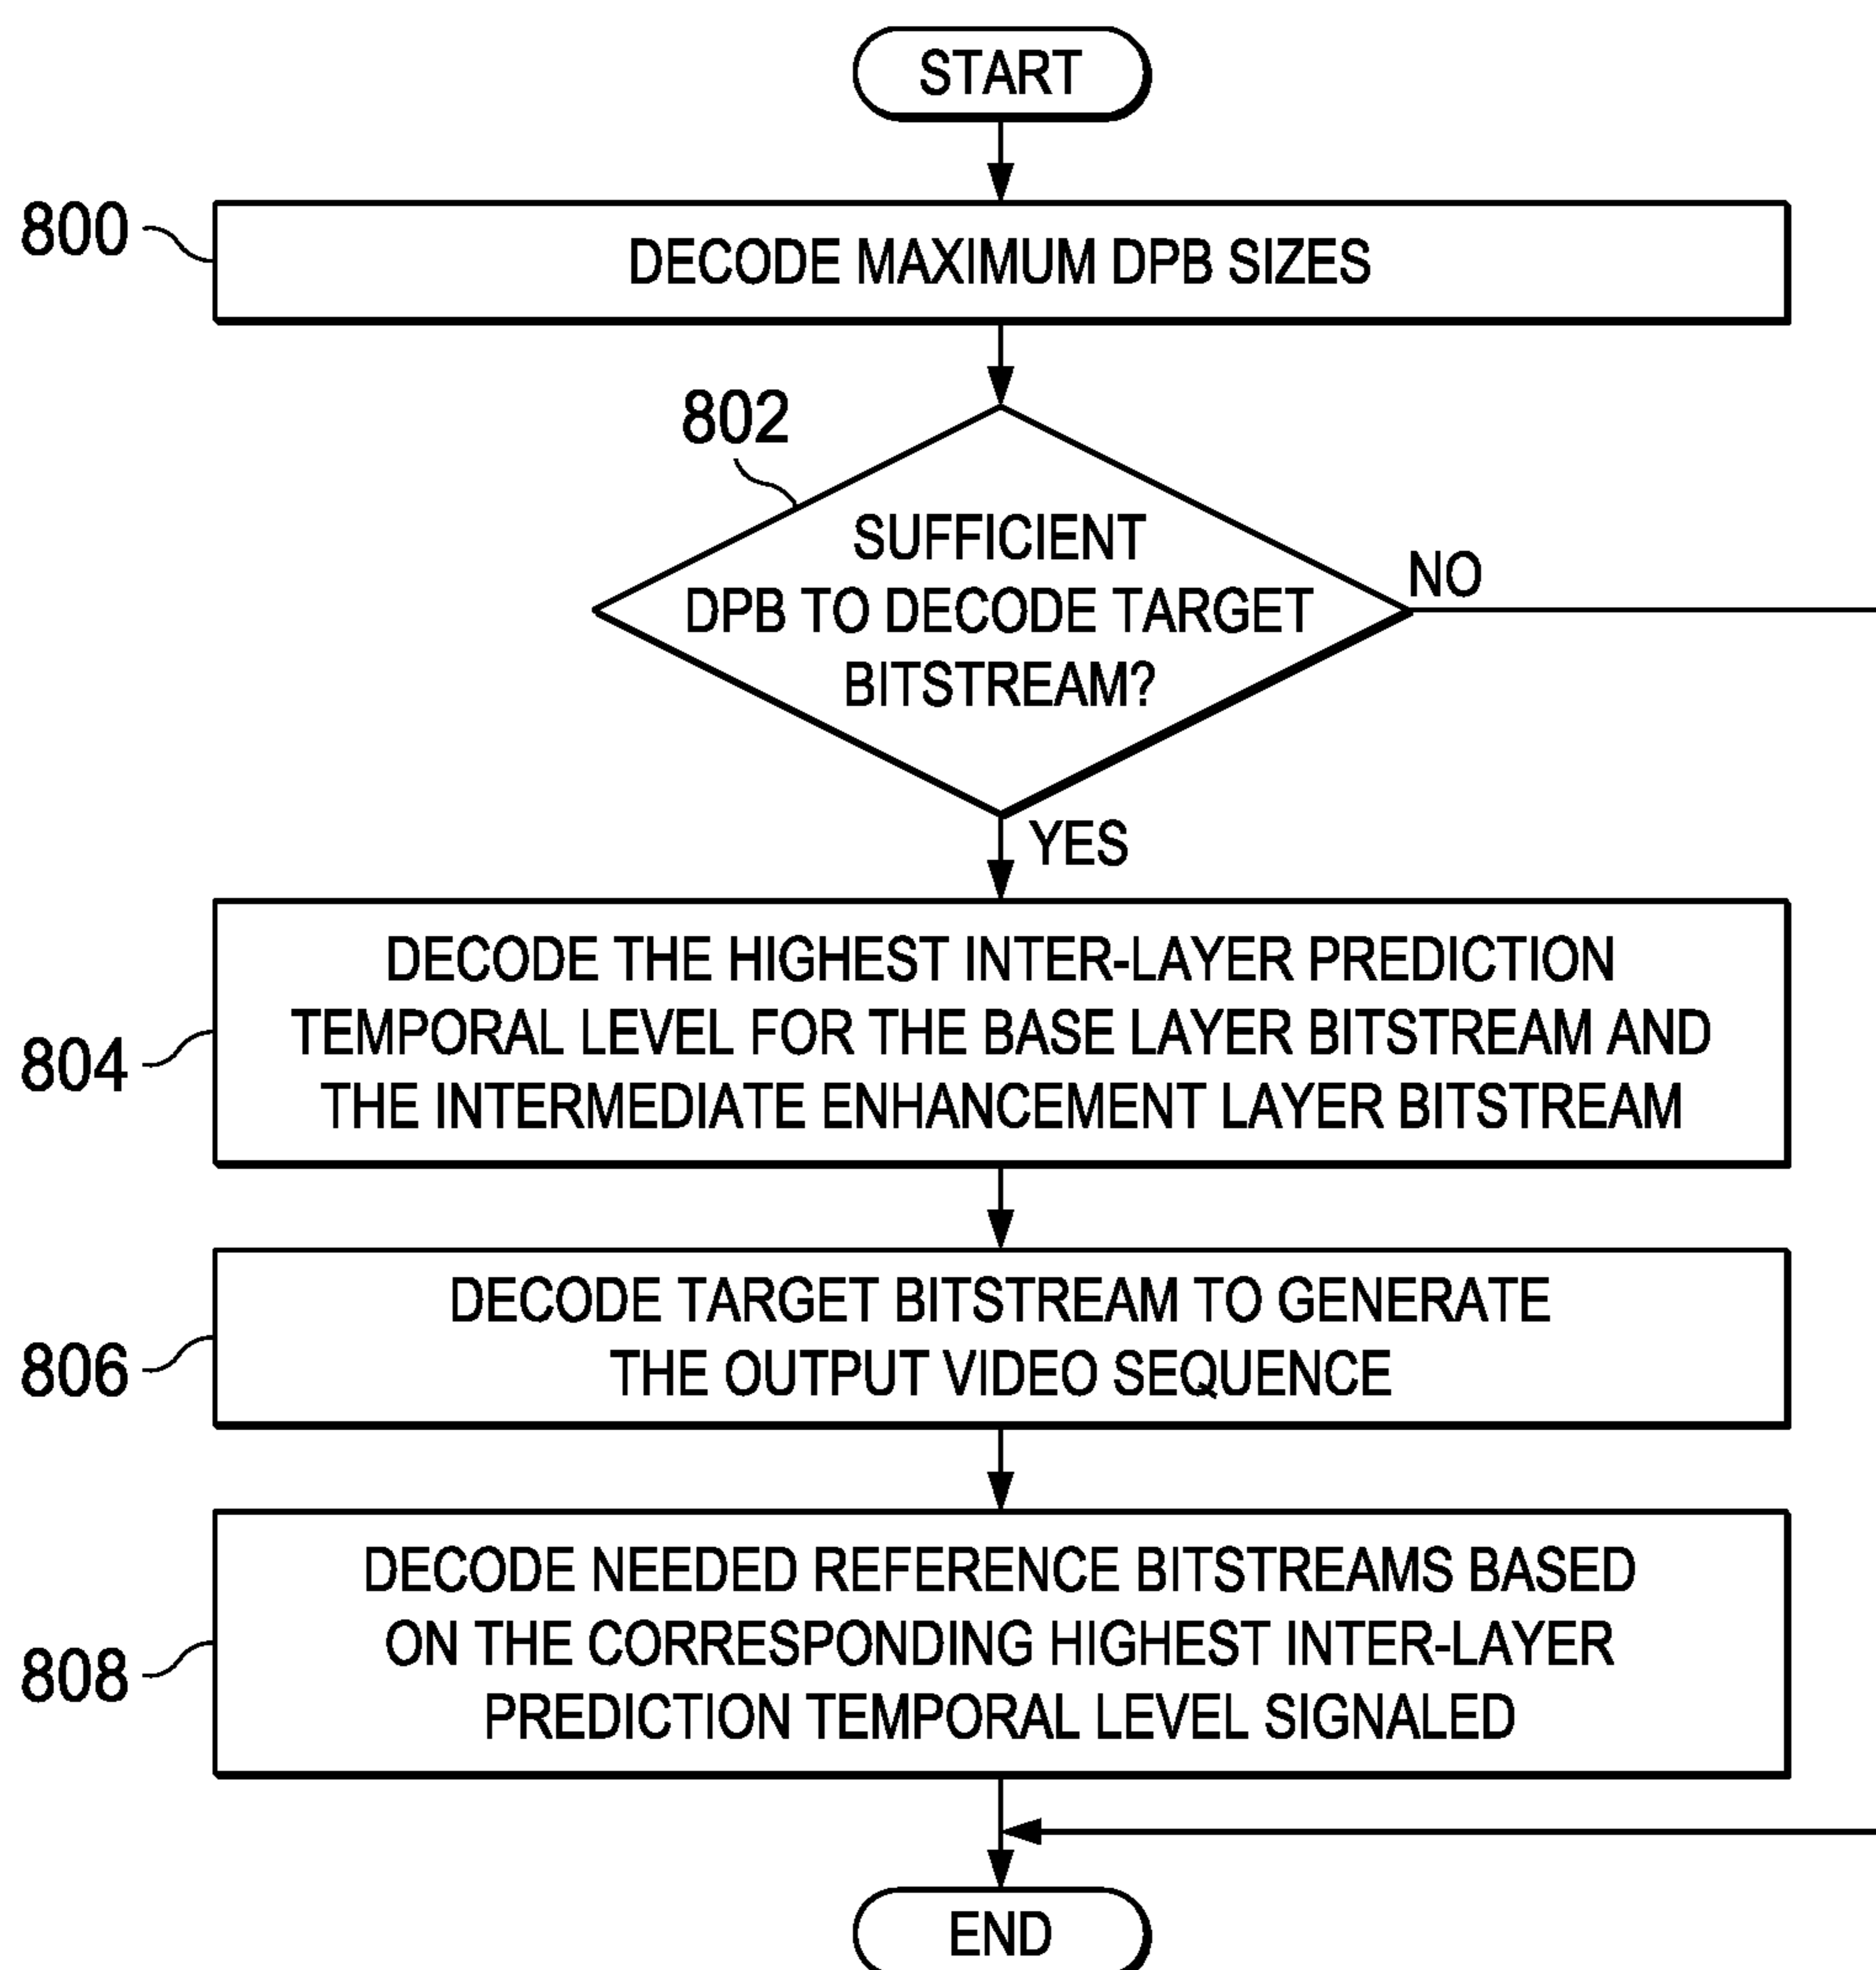 START
800
DECODE MAXIMUM DPB SIZES
802
SUFFICIENT
DPB TO DECODE TARGET
BITSTREAM?
NO
YES
804
DECODE THE HIGHEST INTER-LAYER PREDICTION
TEMPORAL LEVEL FOR THE BASE LAYER BITSTREAM AND
THE INTERMEDIATE ENHANCEMENT LAYER BITSTREAM
806
DECODE TARGET BITSTREAM TO GENERATE
THE OUTPUT VIDEO SEQUENCE
808
DECODE NEEDED REFERENCE BITSTREAMS BASED
ON THE CORRESPONDING HIGHEST INTER-LAYER
PREDICTION TEMPORAL LEVEL SIGNALED
END